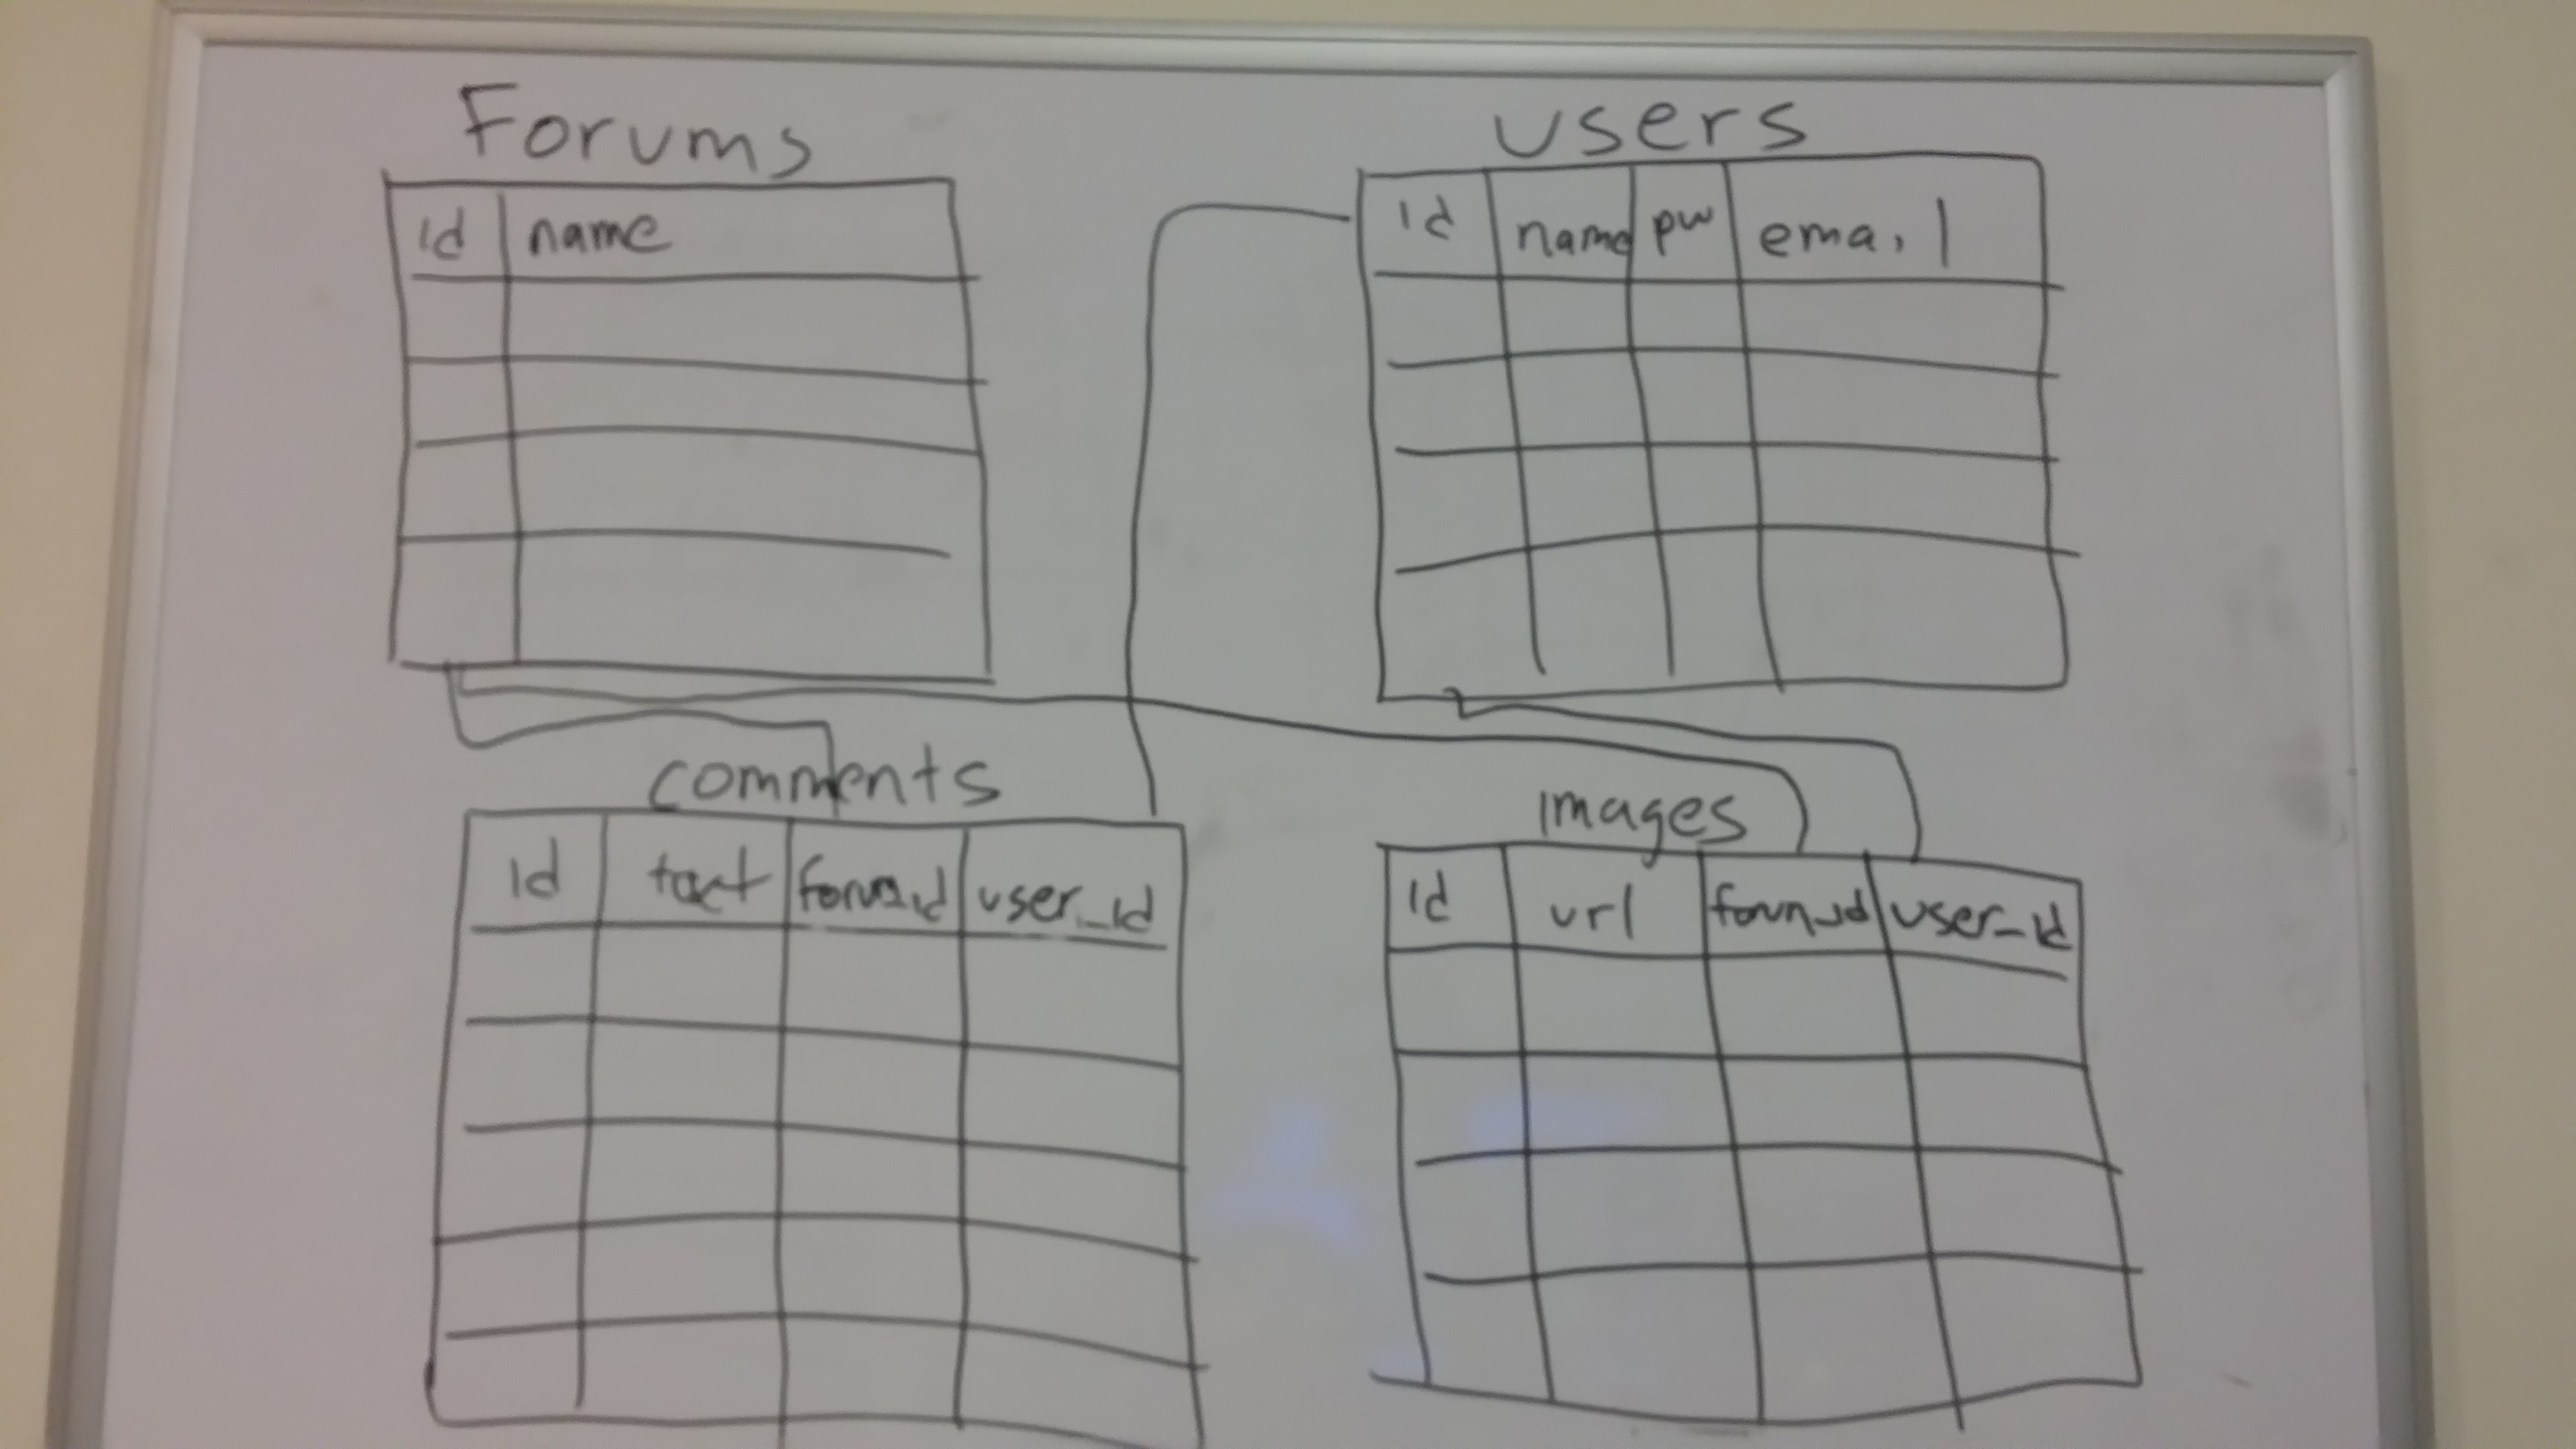 Forums
id name
users
id name pw email
comments
id text forum_id user_id
images
id url forum_id user_id